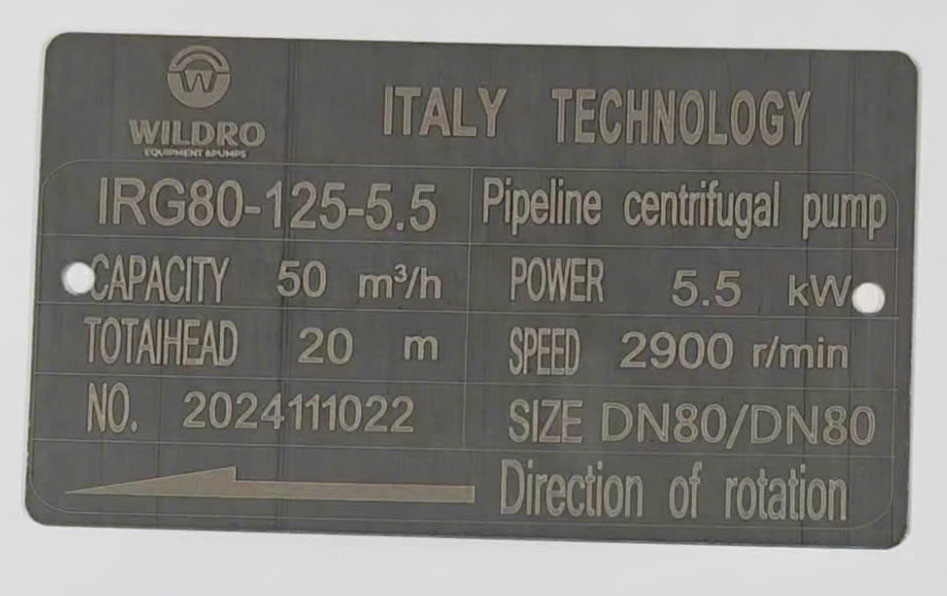 WILDRO
EQUIPMENT &PUMPS
ITALY TECHNOLOGY
IRG80-125-5.5 Pipeline centrifugal pump
CAPACITY 50 m³/h POWER 5.5 kW
TOTAIHEAD 20 m SPEED 2900 r/min
NO. 2024111022 SIZE DN80/DN80
Direction of rotation